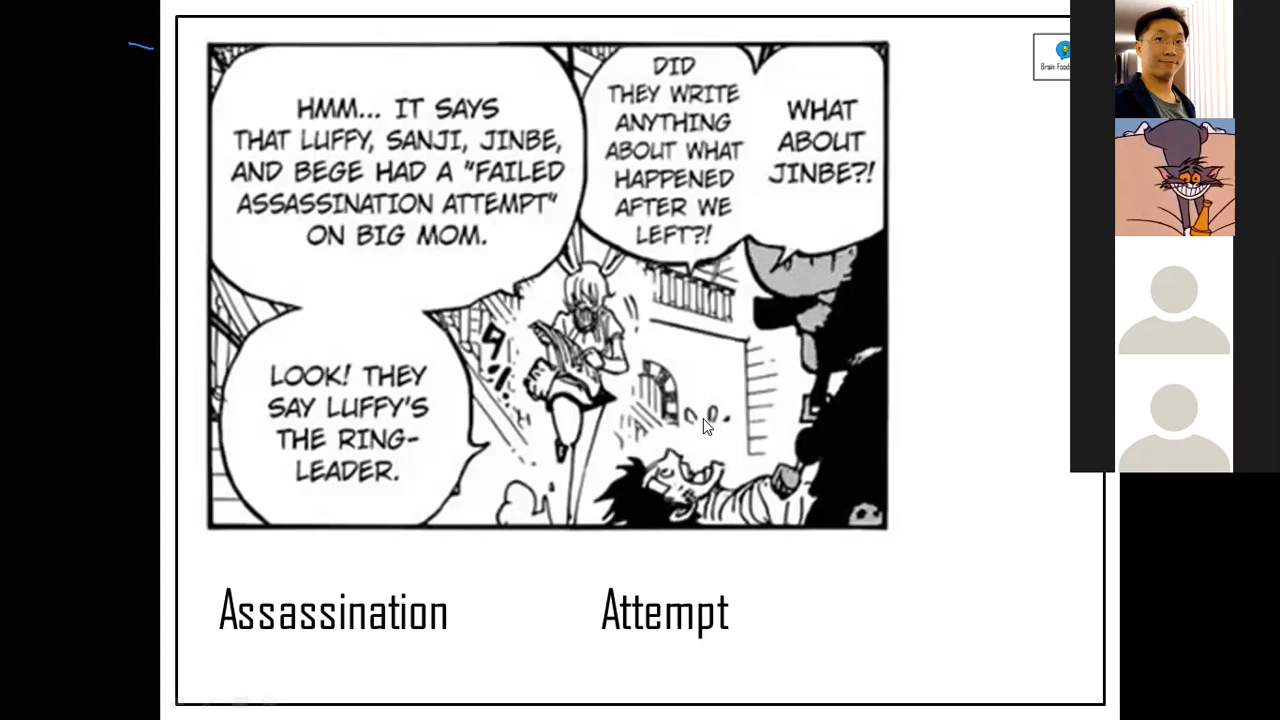 HMM... IT SAYS
THAT LUFFY, SANJI, JINBE,
AND BEGE HAD A "FAILED
ASSASSINATION ATTEMPT"
ON BIG MOM.
DID
THEY WRITE
ANYTHING
ABOUT WHAT
HAPPENED
AFTER WE
LEFT?!
WHAT
ABOUT
JINBE?!
LOOK! THEY
SAY LUFFY'S
THE RING-
LEADER.
Assassination
Attempt
Brain